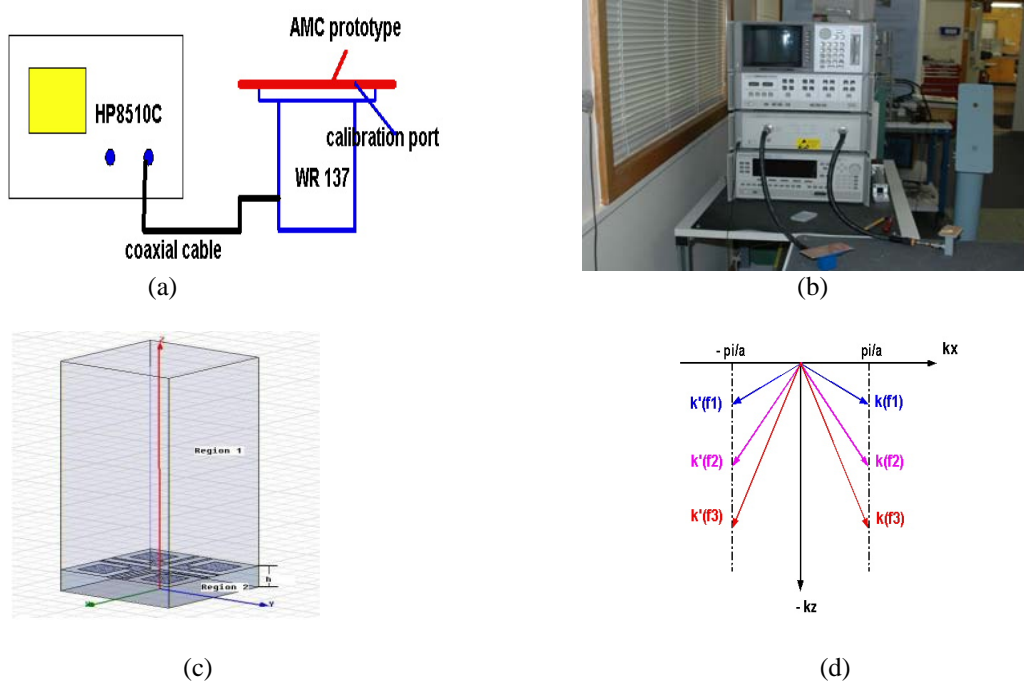 AMC prototype
HP8510C
calibration port
WR 137
coaxial cable
(a)
(b)
Z
Region 1
h
Region 2
X
Y
(c)
- pi/a
pi/a
kx
k'(f1)
k(f1)
k'(f2)
k(f2)
k'(f3)
k(f3)
- kz
(d)